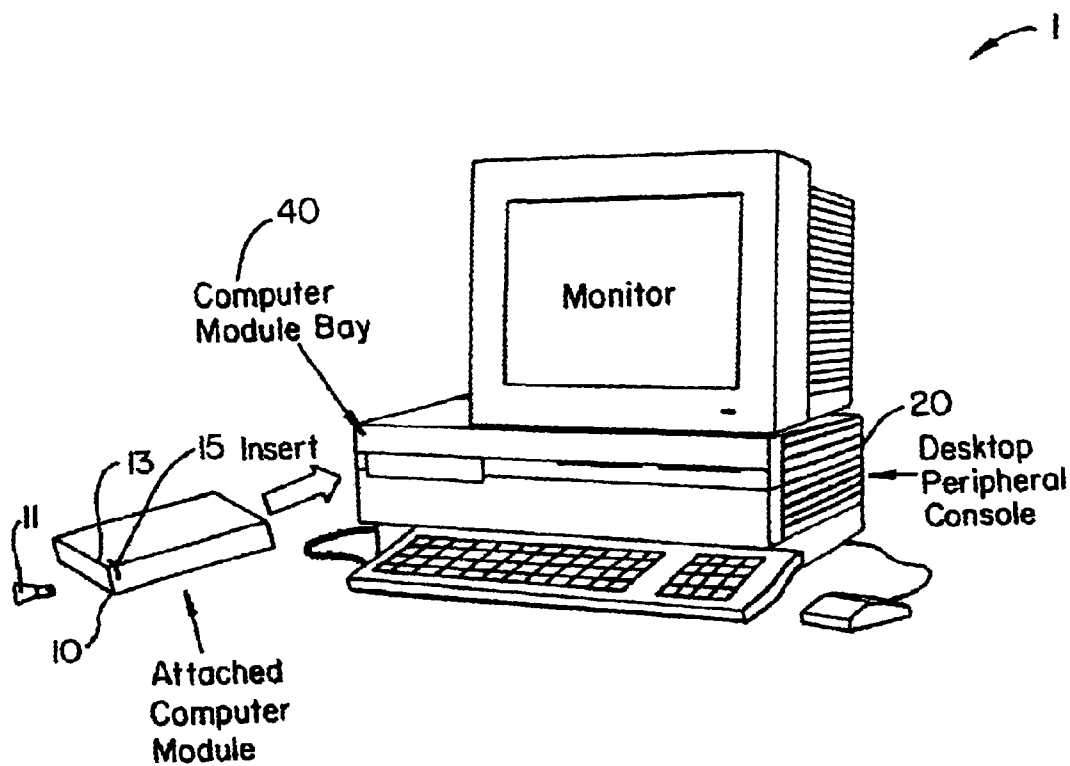 1
40
Computer
Module Bay
Monitor
20
Desktop
Peripheral
Console
15 Insert
13
11
10
Attached
Computer
Module